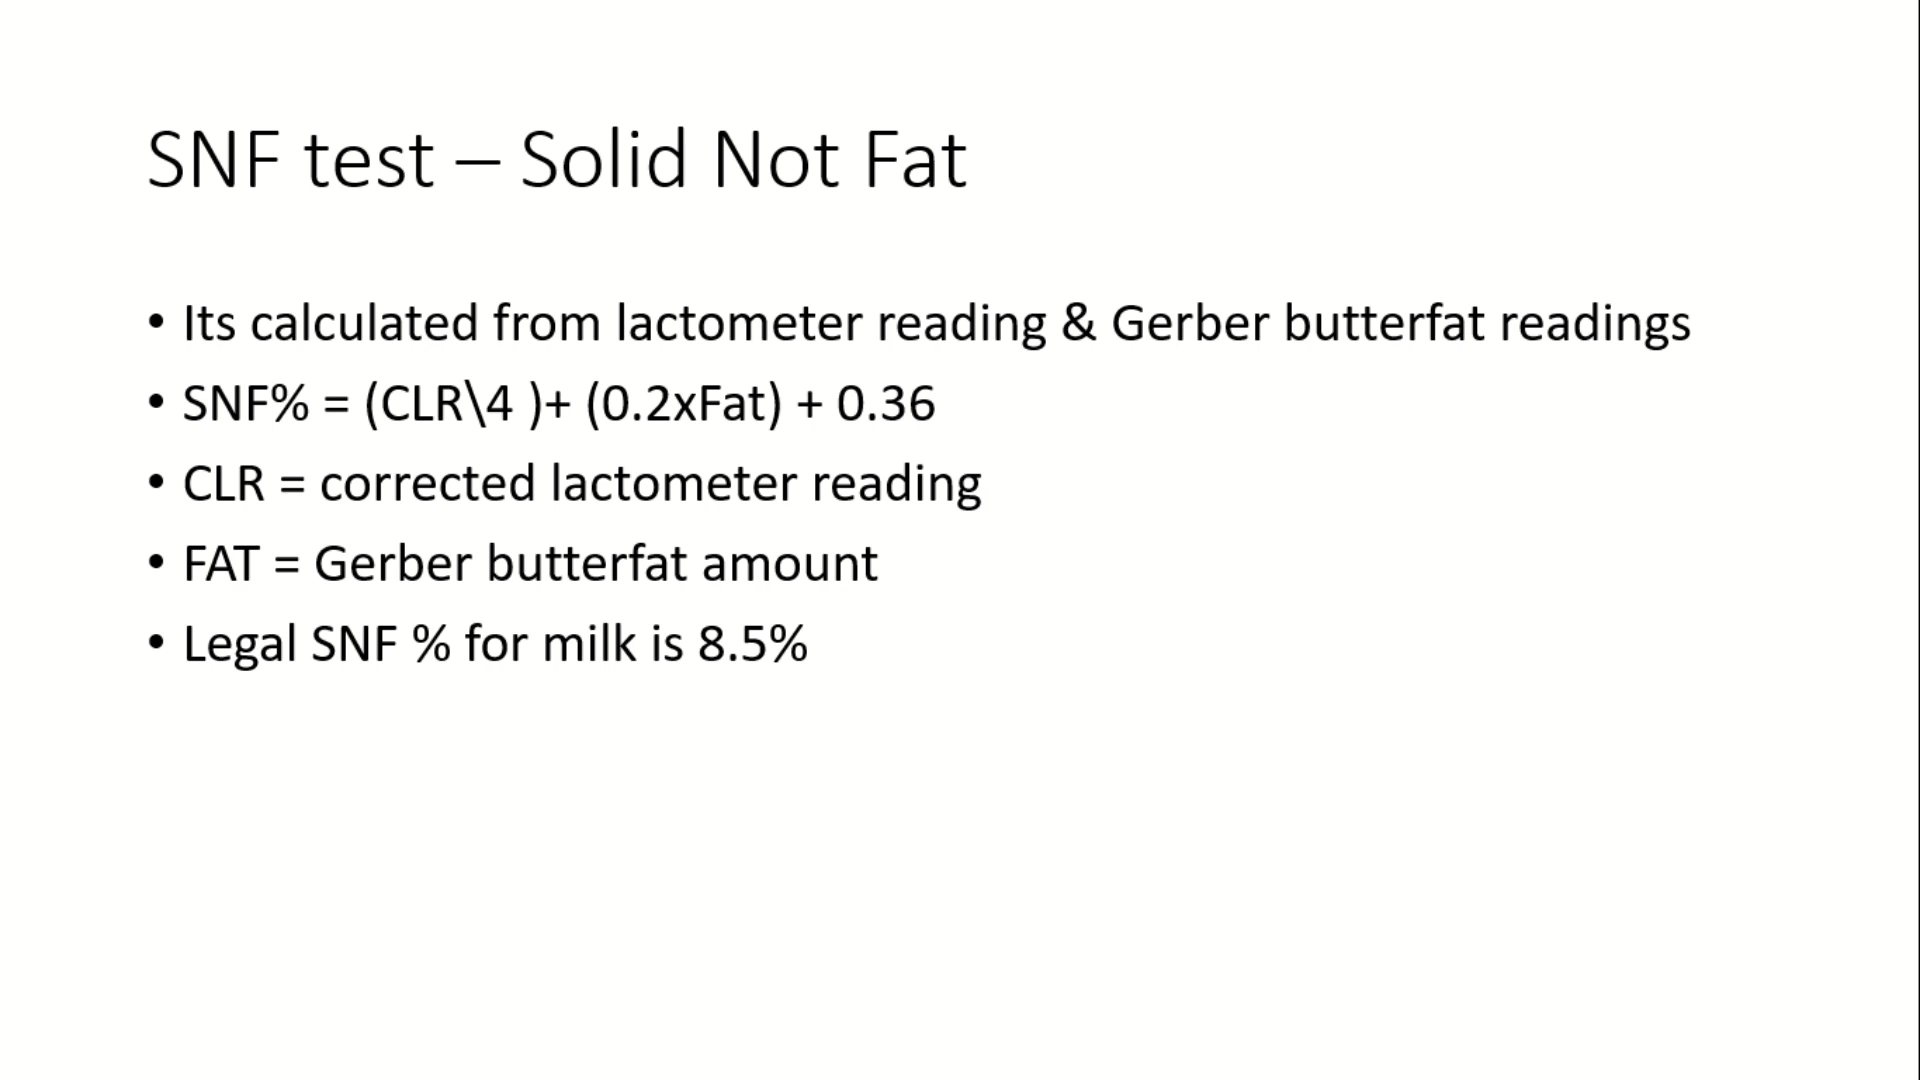 SNF test – Solid Not Fat
• Its calculated from lactometer reading & Gerber butterfat readings
• SNF% = (CLR\4 )+ (0.2xFat) + 0.36
• CLR = corrected lactometer reading
• FAT = Gerber butterfat amount
• Legal SNF % for milk is 8.5%